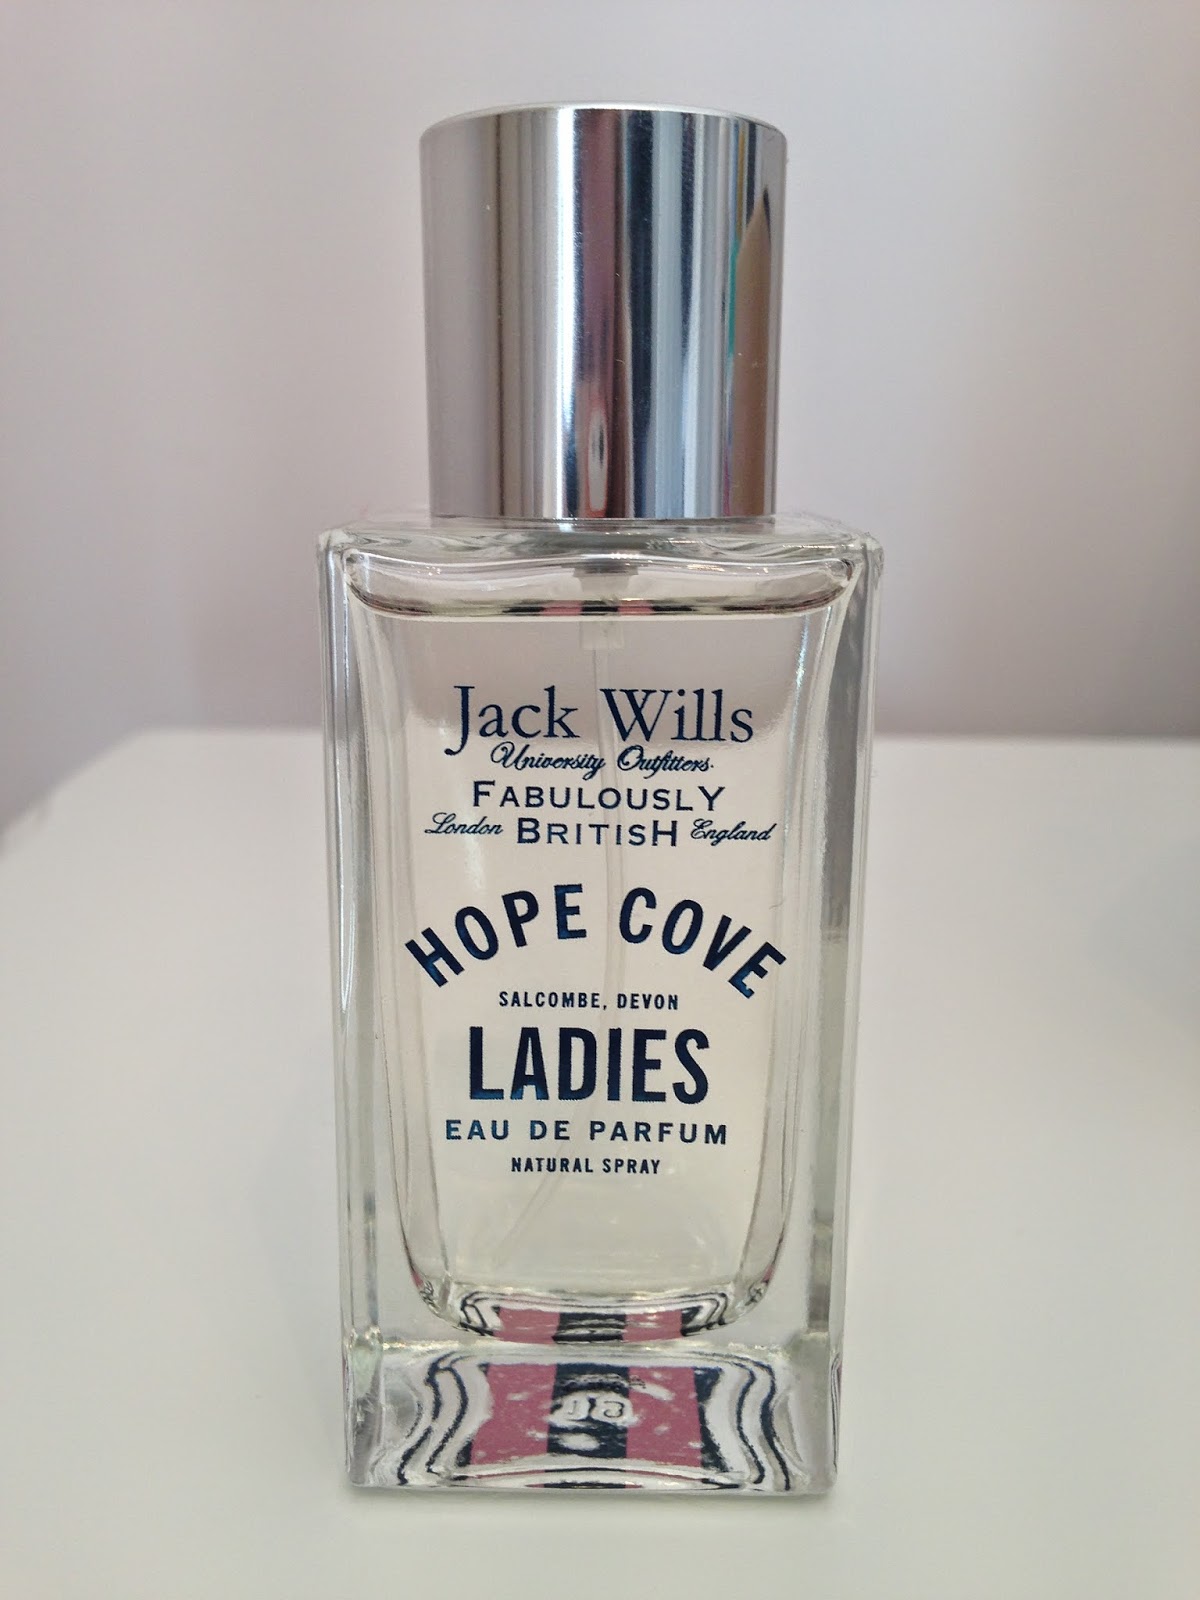 Jack Wills
University Outfitters.
FABULOUSLY
London BRITISH England
HOPE COVE
SALCOMBE, DEVON
LADIES
EAU DE PARFUM
NATURAL SPRAY